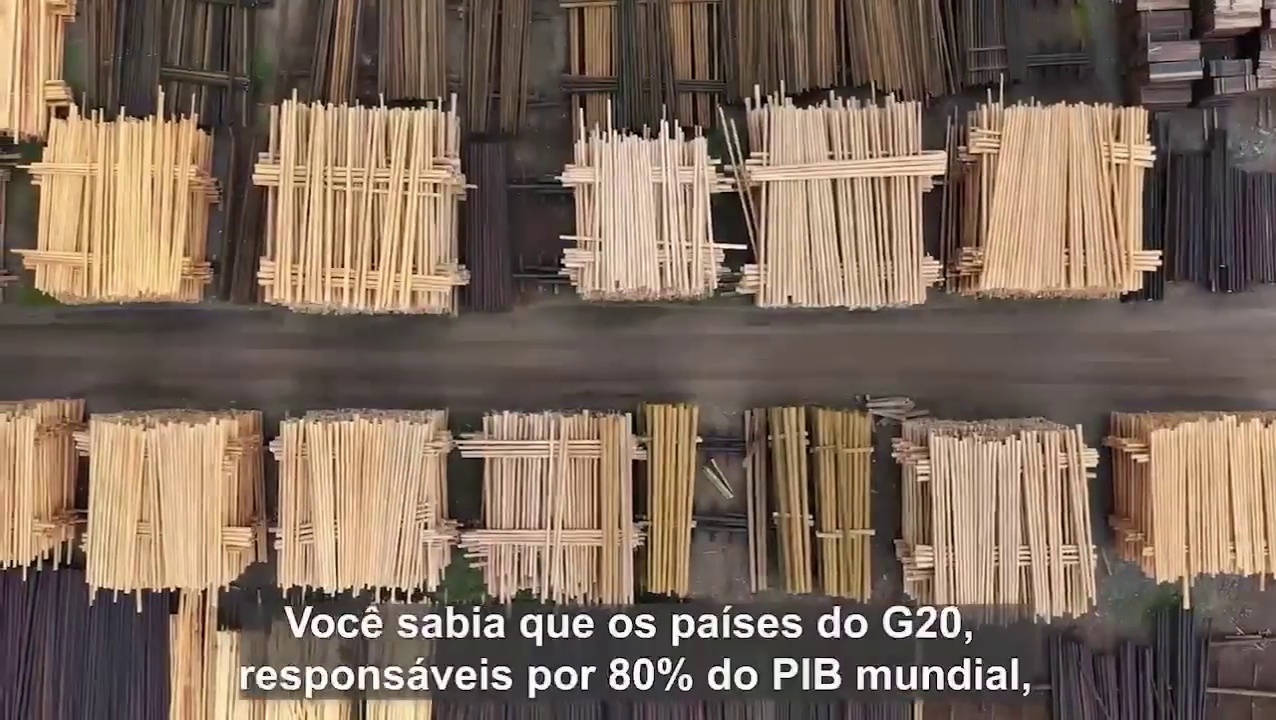 Você sabia que os países do G20,
responsáveis por 80% do PIB mundial,